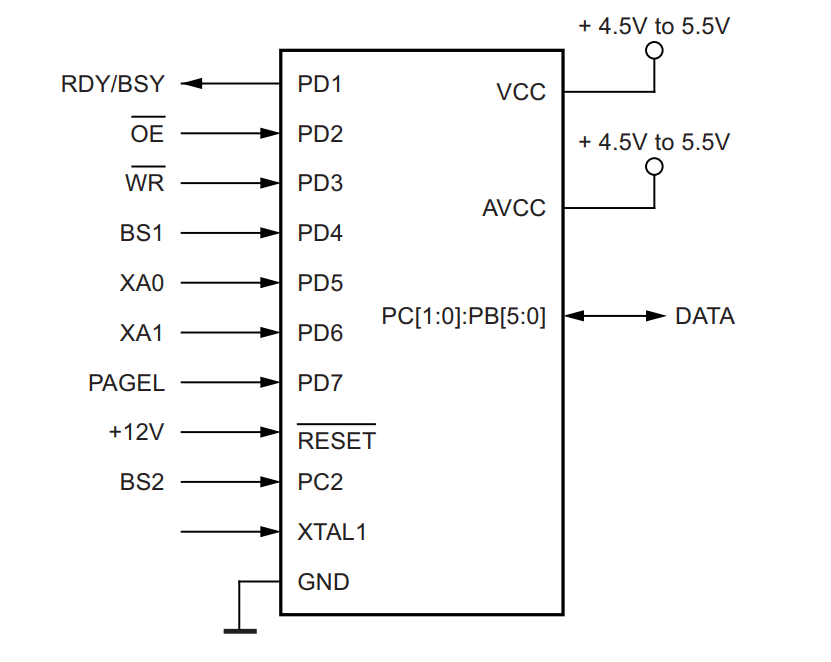 + 4.5V to 5.5V
RDY/BSY PD1 VCC
OE PD2
+ 4.5V to 5.5V
WR PD3
AVCC
BS1 PD4
XA0 PD5
PC[1:0]:PB[5:0] DATA
XA1 PD6
PAGEL PD7
+12V RESET
BS2 PC2
XTAL1
GND